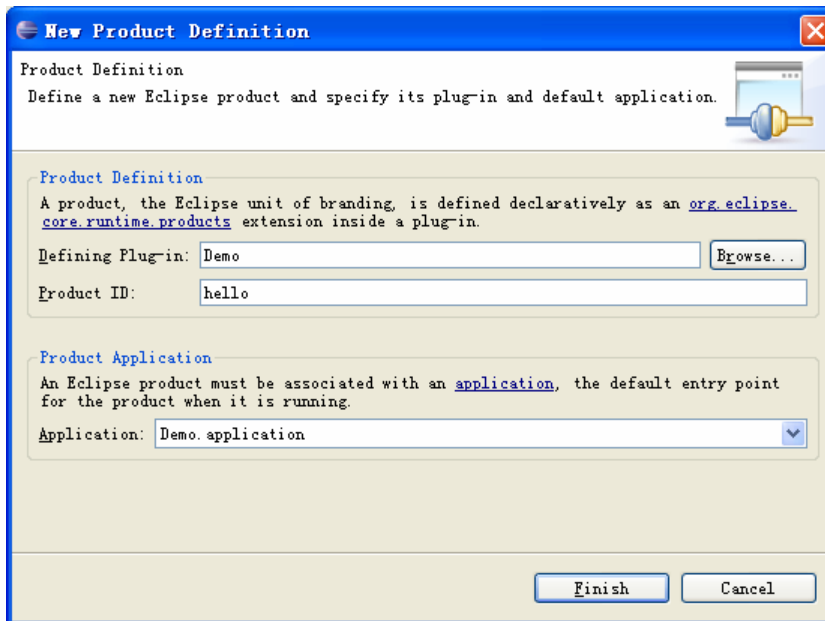 New Product Definition
Product Definition
Define a new Eclipse product and specify its plug-in and default application.
Product Definition
A product, the Eclipse unit of branding, is defined declaratively as an org.eclipse.
core.runtime.products extension inside a plug-in.
Defining Plug-in: Demo Browse...
Product ID: hello
Product Application
An Eclipse product must be associated with an application, the default entry point
for the product when it is running.
Application: Demo.application
Finish Cancel